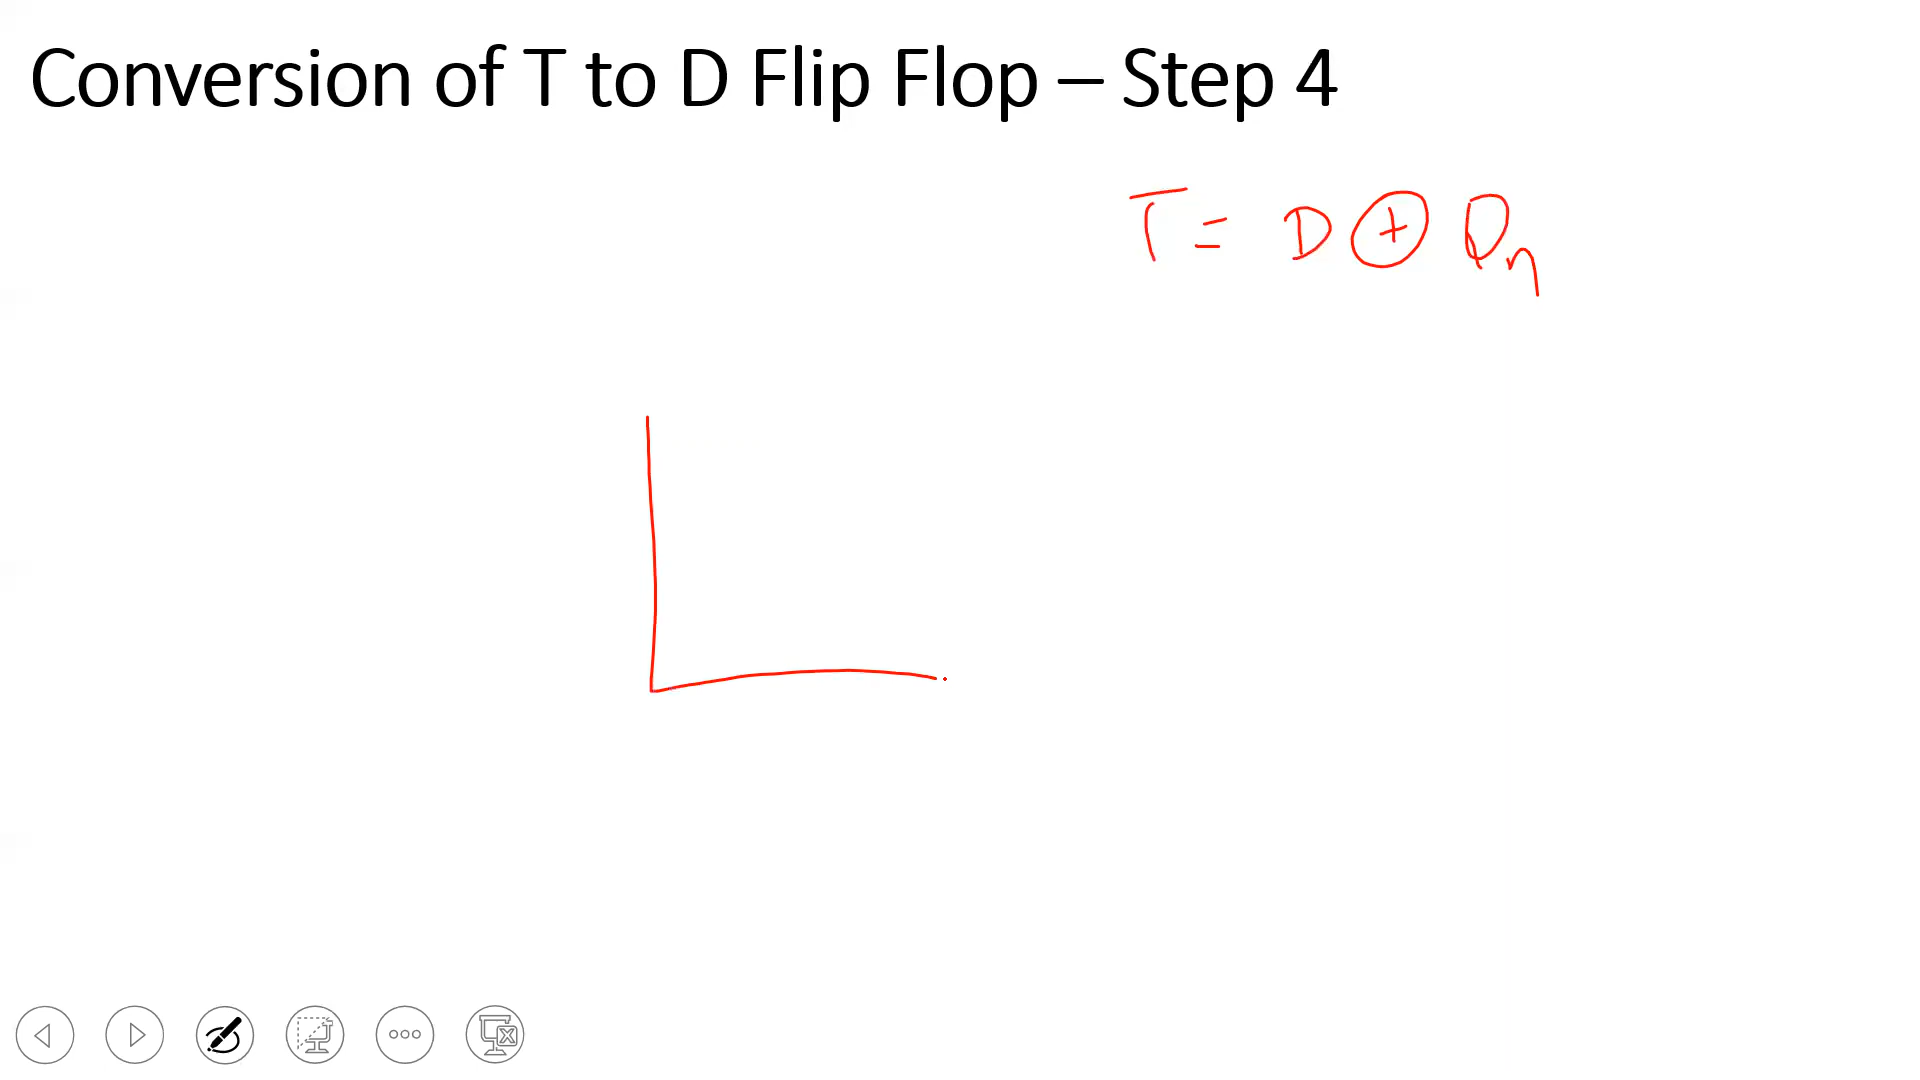 Conversion of T to D Flip Flop – Step 4
T = D ⊕ Qn